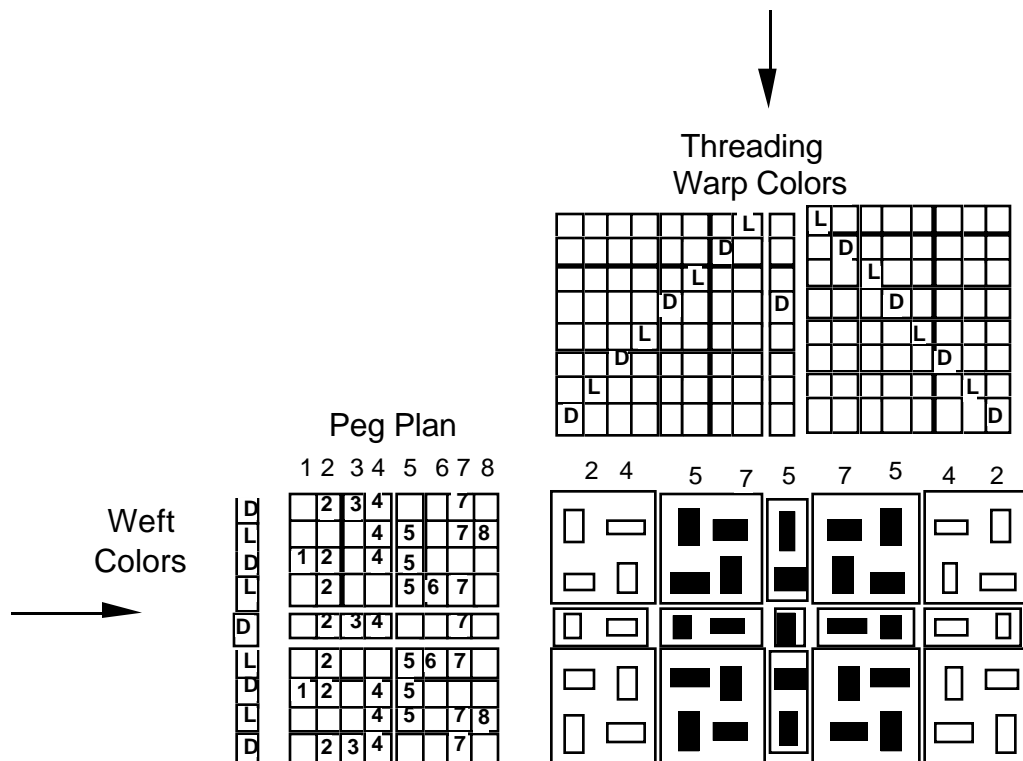 Threading
Warp Colors
L
D
L
D
L
D
L
D
D
L
D
L
D
L
D
L
D
Peg Plan
1 2 3 4 5 6 7 8
2 4 5 7 5 7 5 4 2
Weft
Colors
D 2 3 4 7
L 4 5 7 8
D 1 2 4 5
L 2 5 6 7
D 2 3 4 7
L 2 5 6 7
D 1 2 4 5
L 4 5 7 8
D 2 3 4 7